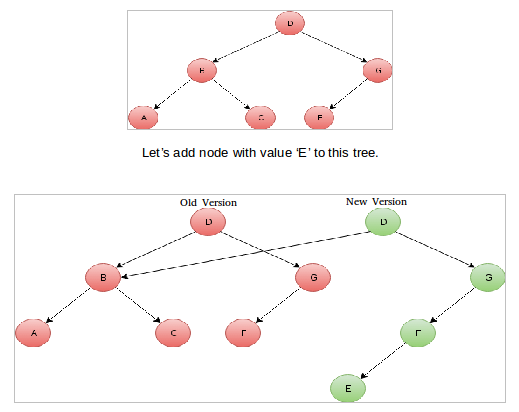 D
B G
A C F
Let's add node with value 'E' to this tree.
Old Version New Version
D D
B G G
A C F F
E